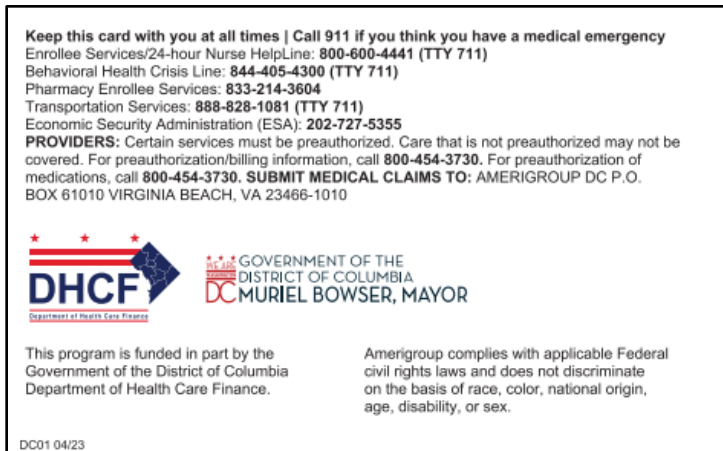 Keep this card with you at all times | Call 911 if you think you have a medical emergency
Enrollee Services/24-hour Nurse HelpLine: 800-600-4441 (TTY 711)
Behavioral Health Crisis Line: 844-405-4300 (TTY 711)
Pharmacy Enrollee Services: 833-214-3604
Transportation Services: 888-828-1081 (TTY 711)
Economic Security Administration (ESA): 202-727-5355
PROVIDERS: Certain services must be preauthorized. Care that is not preauthorized may not be
covered. For preauthorization/billing information, call 800-454-3730. For preauthorization of
medications, call 800-454-3730. SUBMIT MEDICAL CLAIMS TO: AMERIGROUP DC P.O.
BOX 61010 VIRGINIA BEACH, VA 23466-1010
DHCF
Department of Health Care Finance
WE ARE
WASHINGTON
DC
GOVERNMENT OF THE
DISTRICT OF COLUMBIA
MURIEL BOWSER, MAYOR
This program is funded in part by the
Government of the District of Columbia
Department of Health Care Finance.
Amerigroup complies with applicable Federal
civil rights laws and does not discriminate
on the basis of race, color, national origin,
age, disability, or sex.
DC01 04/23